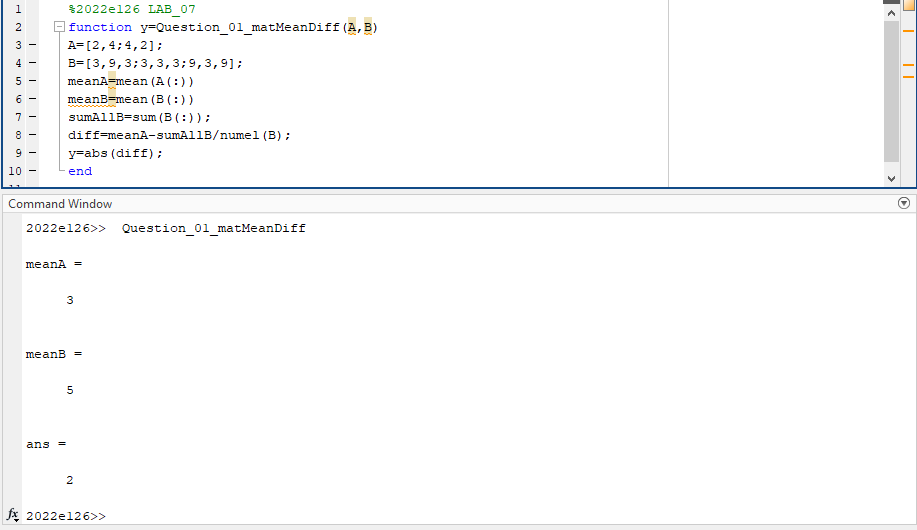 1 %2022e126 LAB_07
2 function y=Question_01_matMeanDiff(A,B)
3 — A=[2,4;4,2];
4 — B=[3,9,3;3,3,3;9,3,9];
5 — meanA=mean(A(:))
6 — meanB=mean(B(:))
7 — sumAllB=sum(B(:));
8 — diff=meanA-sumAllB/numel(B);
9 — y=abs(diff);
10 — end
Command Window
2022e126>> Question_01_matMeanDiff
meanA =
3
meanB =
5
ans =
2
fx 2022e126>>